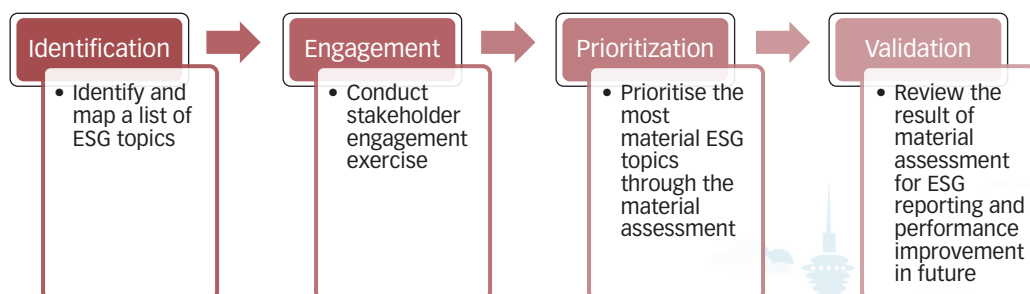 Identification
• Identify and
map a list of
ESG topics
Engagement
• Conduct
stakeholder
engagement
exercise
Prioritization
• Prioritise the
most
material ESG
topics
through the
material
assessment
Validation
• Review the
result of
material
assessment
for ESG
reporting and
performance
improvement
in future